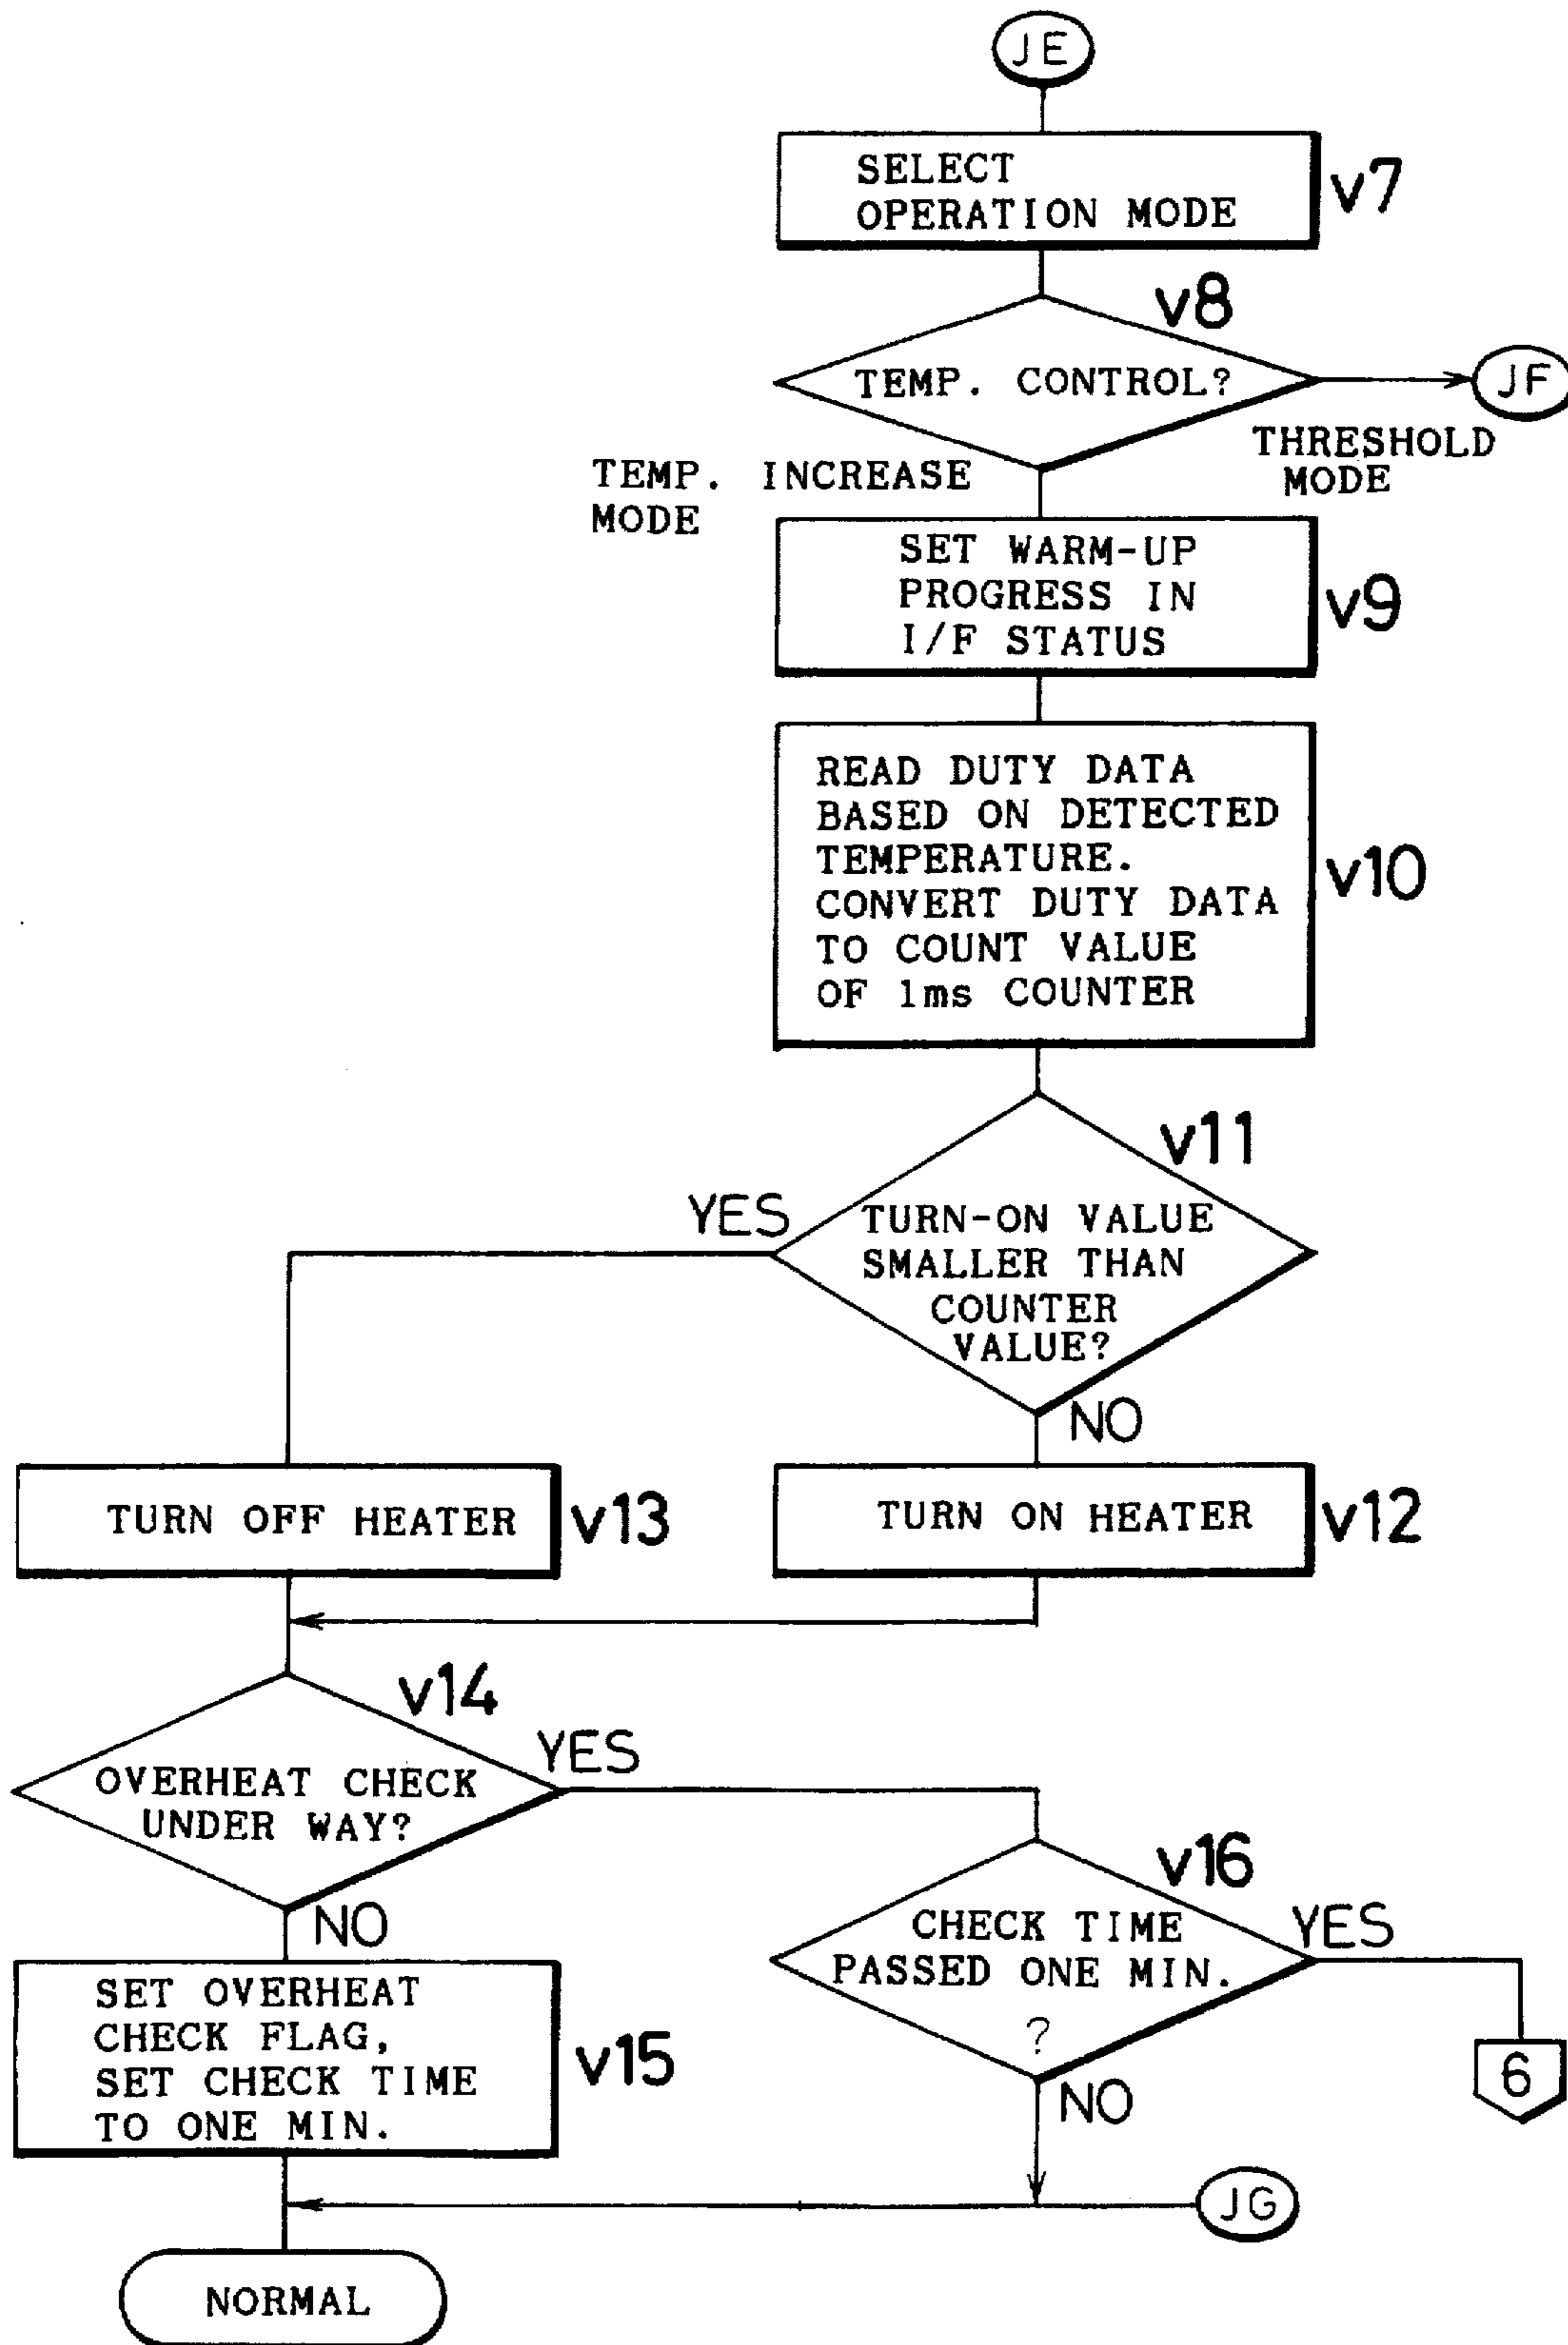 JE
SELECT
OPERATION MODE
v7
v8
TEMP. CONTROL?
JF
THRESHOLD
MODE
TEMP. INCREASE
MODE
SET WARM-UP
PROGRESS IN
I/F STATUS
v9
READ DUTY DATA
BASED ON DETECTED
TEMPERATURE.
CONVERT DUTY DATA
TO COUNT VALUE
OF 1ms COUNTER
v10
v11
YES
TURN-ON VALUE
SMALLER THAN
COUNTER
VALUE?
NO
TURN OFF HEATER
v13
TURN ON HEATER
v12
v14
YES
OVERHEAT CHECK
UNDER WAY?
NO
v16
CHECK TIME
PASSED ONE MIN.
?
YES
NO
6
SET OVERHEAT
CHECK FLAG,
SET CHECK TIME
TO ONE MIN.
v15
JG
NORMAL